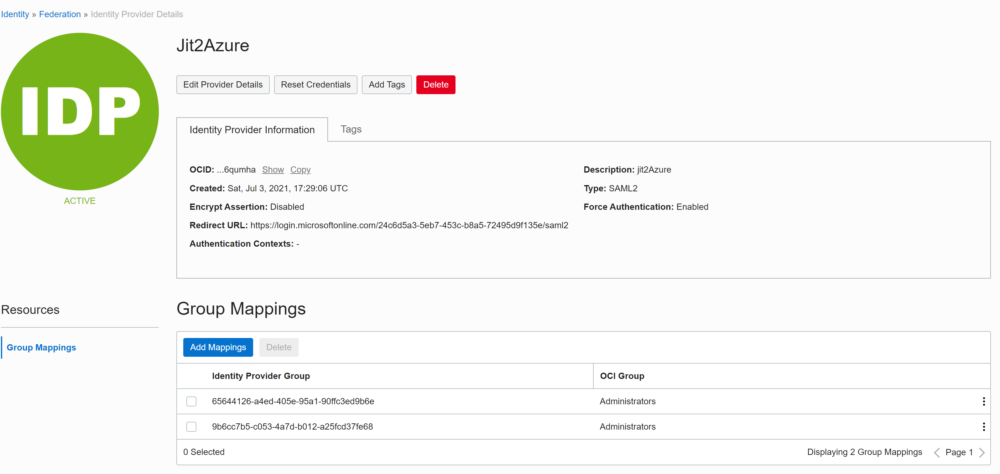 Identity » Federation » Identity Provider Details
IDP
ACTIVE
Jit2Azure
Edit Provider Details Reset Credentials Add Tags Delete
Identity Provider Information Tags
OCID: ...6qumha Show Copy
Description: jit2Azure
Created: Sat, Jul 3, 2021, 17:29:06 UTC
Type: SAML2
Encrypt Assertion: Disabled
Force Authentication: Enabled
Redirect URL: https://login.microsoftonline.com/24c6d5a3-5eb7-453c-b8a5-72495d9f135e/saml2
Authentication Contexts: -
Resources
Group Mappings
Group Mappings
Add Mappings Delete
Identity Provider Group OCI Group
65644126-a4ed-405e-95a1-90ffc3ed9b6e Administrators
9b6cc7b5-c053-4a7d-b012-a25fcd37fe68 Administrators
0 Selected
Displaying 2 Group Mappings Page 1